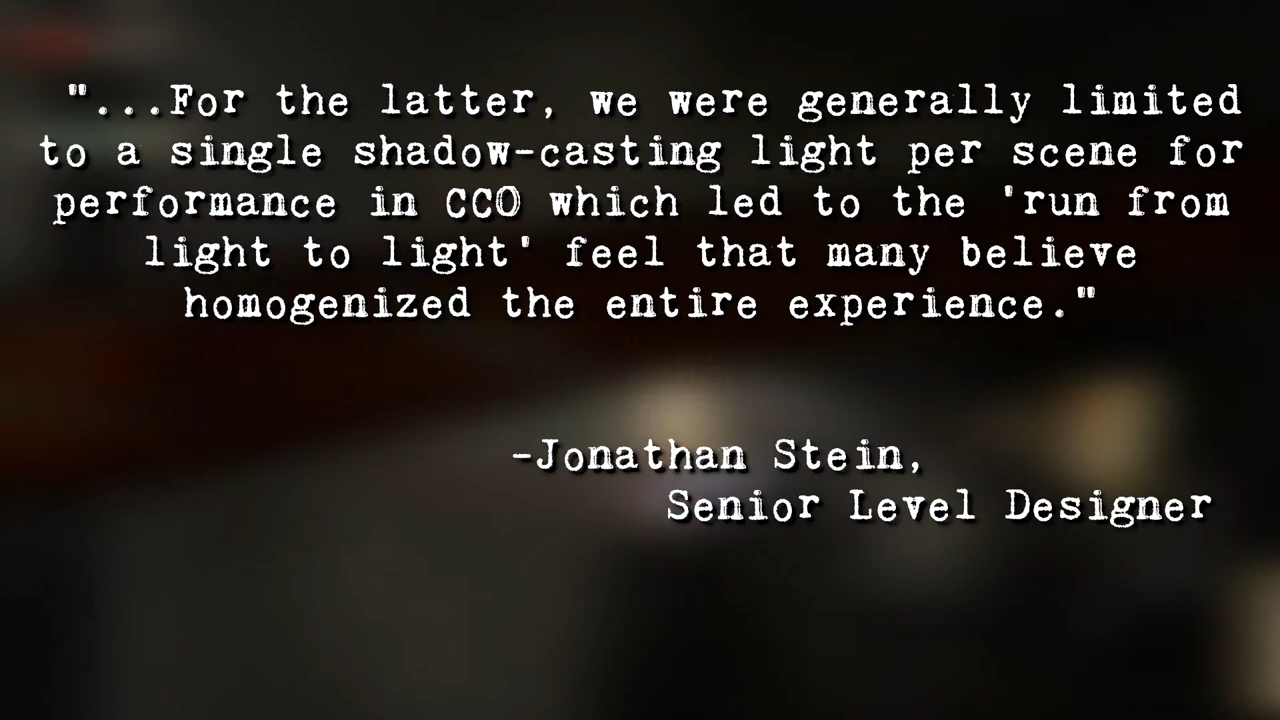 "...For the latter, we were generally limited
to a single shadow-casting light per scene for
performance in CCO which led to the 'run from
light to light' feel that many believe
homogenized the entire experience."
-Jonathan Stein,
Senior Level Designer